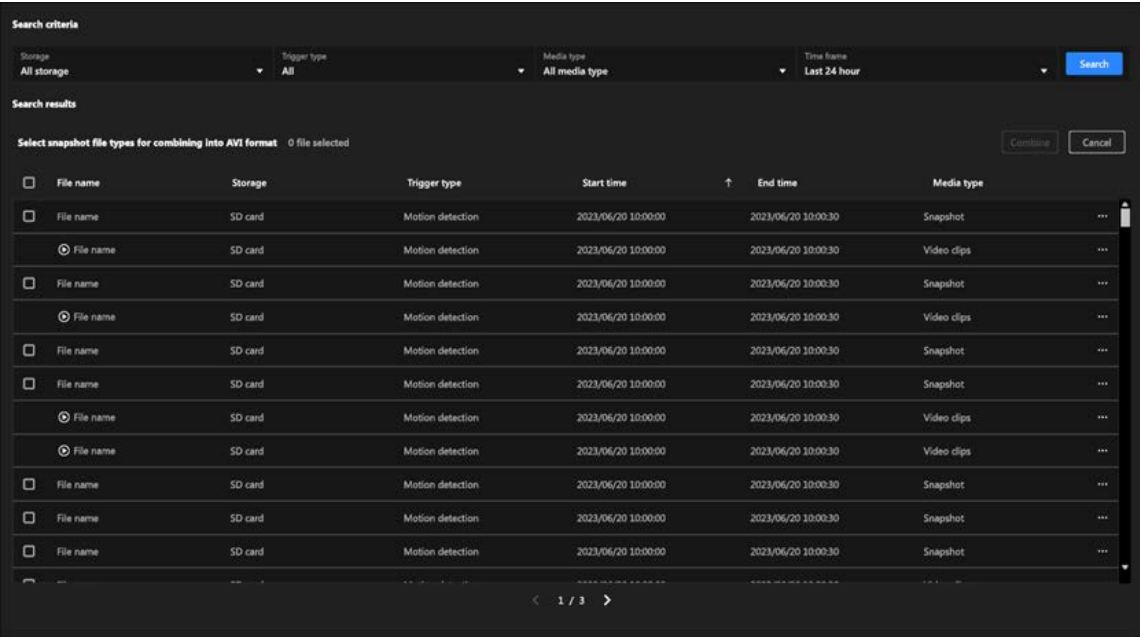 Search criteria
Storage Trigger type Media type Time frame
All storage All All media type Last 24 hour Search
Search results
Select snapshot file types for combining into AVI format 0 file selected Combine Cancel
File name Storage Trigger type Start time ↑ End time Media type
File name SD card Motion detection 2023/06/20 10:00:00 2023/06/20 10:00:30 Snapshot ...
File name SD card Motion detection 2023/06/20 10:00:00 2023/06/20 10:00:30 Video clips ...
File name SD card Motion detection 2023/06/20 10:00:00 2023/06/20 10:00:30 Snapshot ...
File name SD card Motion detection 2023/06/20 10:00:00 2023/06/20 10:00:30 Video clips ...
File name SD card Motion detection 2023/06/20 10:00:00 2023/06/20 10:00:30 Snapshot ...
File name SD card Motion detection 2023/06/20 10:00:00 2023/06/20 10:00:30 Snapshot ...
File name SD card Motion detection 2023/06/20 10:00:00 2023/06/20 10:00:30 Video clips ...
File name SD card Motion detection 2023/06/20 10:00:00 2023/06/20 10:00:30 Video clips ...
File name SD card Motion detection 2023/06/20 10:00:00 2023/06/20 10:00:30 Snapshot ...
File name SD card Motion detection 2023/06/20 10:00:00 2023/06/20 10:00:30 Snapshot ...
File name SD card Motion detection 2023/06/20 10:00:00 2023/06/20 10:00:30 Snapshot ...
< 1 / 3 >